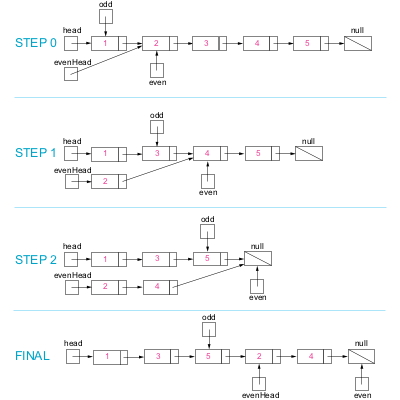 odd
head
null
STEP 0
1 2 3 4 5
evenHead
even
odd
head
null
STEP 1
1 3 4 5
evenHead
2
even
odd
null
head
STEP 2
1 3 5
evenHead
2 4
even
odd
head
null
FINAL
1 3 5 2 4
evenHead even